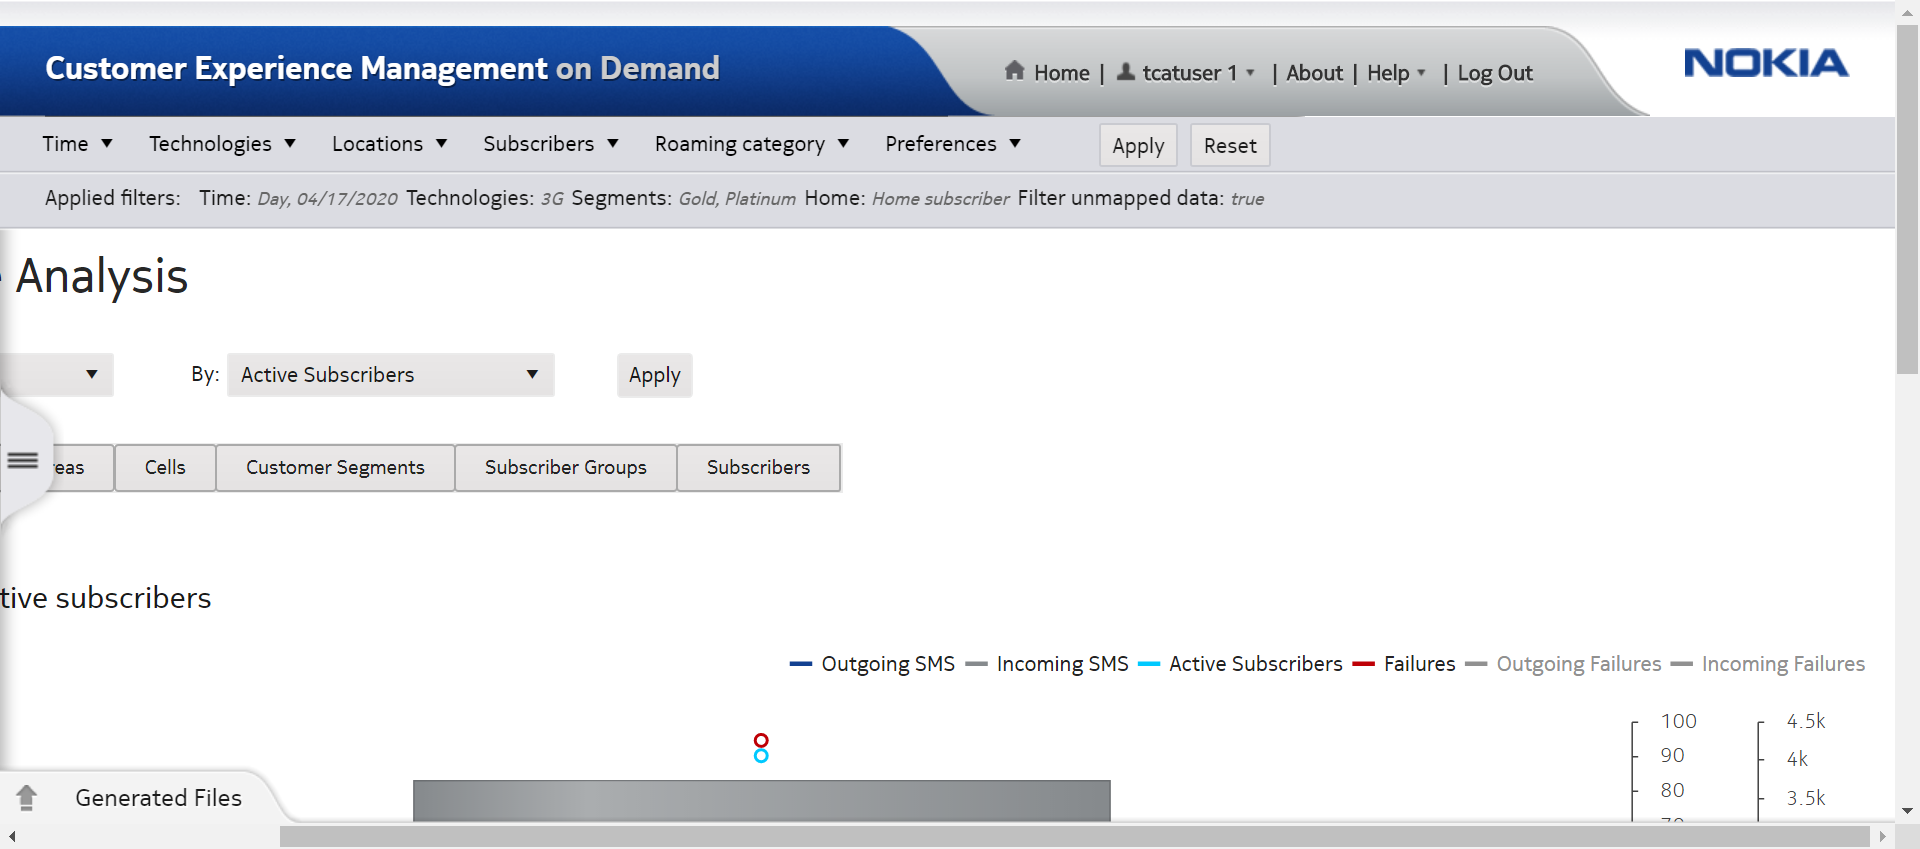 Customer Experience Management on Demand
Home | tcatuser 1 | About | Help | Log Out
NOKIA
Time Technologies Locations Subscribers Roaming category Preferences Apply Reset
Applied filters: Time: Day, 04/17/2020 Technologies: 3G Segments: Gold, Platinum Home: Home subscriber Filter unmapped data: true
Analysis
By: Active Subscribers Apply
reas Cells Customer Segments Subscriber Groups Subscribers
tive subscribers
Outgoing SMS Incoming SMS Active Subscribers Failures Outgoing Failures Incoming Failures
100 4.5k
90 4k
80 3.5k
Generated Files